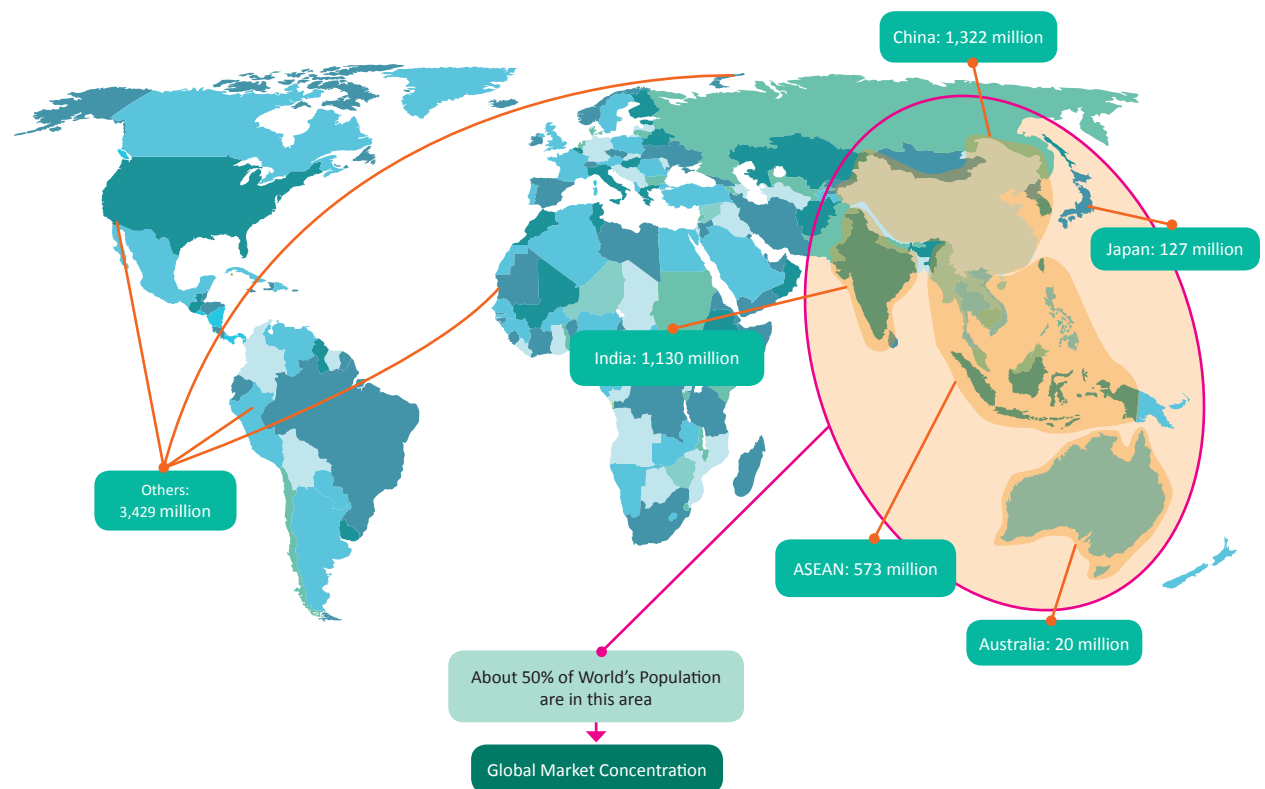 China: 1,322 million
Japan: 127 million
India: 1,130 million
Others:
3,429 million
ASEAN: 573 million
Australia: 20 million
About 50% of World’s Population
are in this area
Global Market Concentration